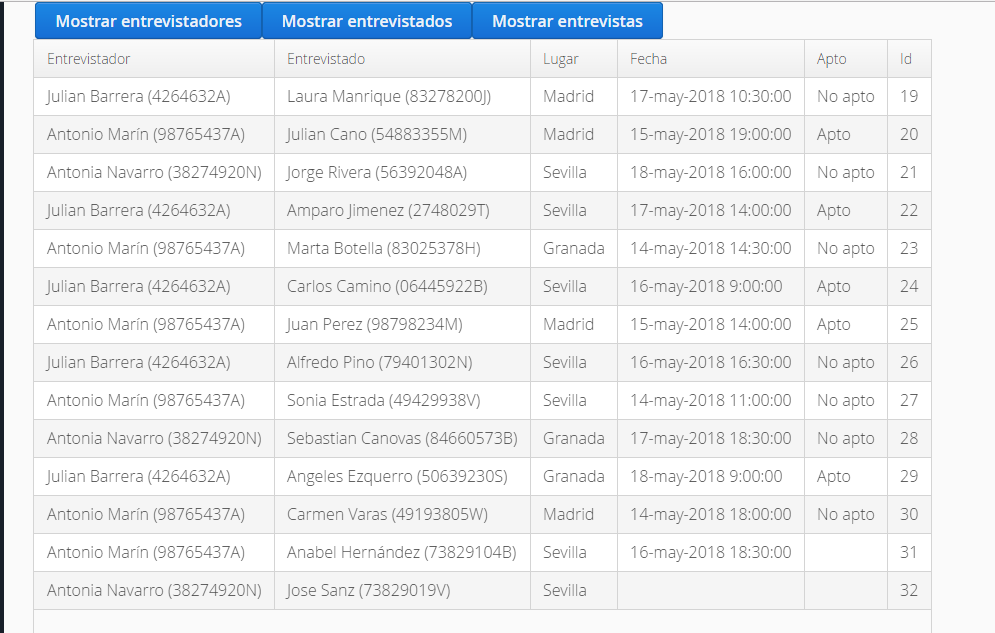 Mostrar entrevistadores Mostrar entrevistados Mostrar entrevistas
Entrevistador Entrevistado Lugar Fecha Apto Id
Julian Barrera (4264632A) Laura Manrique (83278200J) Madrid 17-may-2018 10:30:00 No apto 19
Antonio Marín (98765437A) Julian Cano (54883355M) Madrid 15-may-2018 19:00:00 Apto 20
Antonia Navarro (38274920N) Jorge Rivera (56392048A) Sevilla 18-may-2018 16:00:00 No apto 21
Julian Barrera (4264632A) Amparo Jimenez (2748029T) Sevilla 17-may-2018 14:00:00 Apto 22
Antonio Marín (98765437A) Marta Botella (83025378H) Granada 14-may-2018 14:30:00 No apto 23
Julian Barrera (4264632A) Carlos Camino (06445922B) Sevilla 16-may-2018 9:00:00 Apto 24
Antonio Marín (98765437A) Juan Perez (98798234M) Madrid 15-may-2018 14:00:00 Apto 25
Julian Barrera (4264632A) Alfredo Pino (79401302N) Sevilla 16-may-2018 16:30:00 No apto 26
Antonio Marín (98765437A) Sonia Estrada (49429938V) Sevilla 14-may-2018 11:00:00 No apto 27
Antonia Navarro (38274920N) Sebastian Canovas (84660573B) Granada 17-may-2018 18:30:00 No apto 28
Julian Barrera (4264632A) Angeles Ezquerro (50639230S) Granada 18-may-2018 9:00:00 Apto 29
Antonio Marín (98765437A) Carmen Varas (49193805W) Madrid 14-may-2018 18:00:00 No apto 30
Antonio Marín (98765437A) Anabel Hernández (73829104B) Sevilla 16-may-2018 18:30:00 31
Antonia Navarro (38274920N) Jose Sanz (73829019V) Sevilla 32